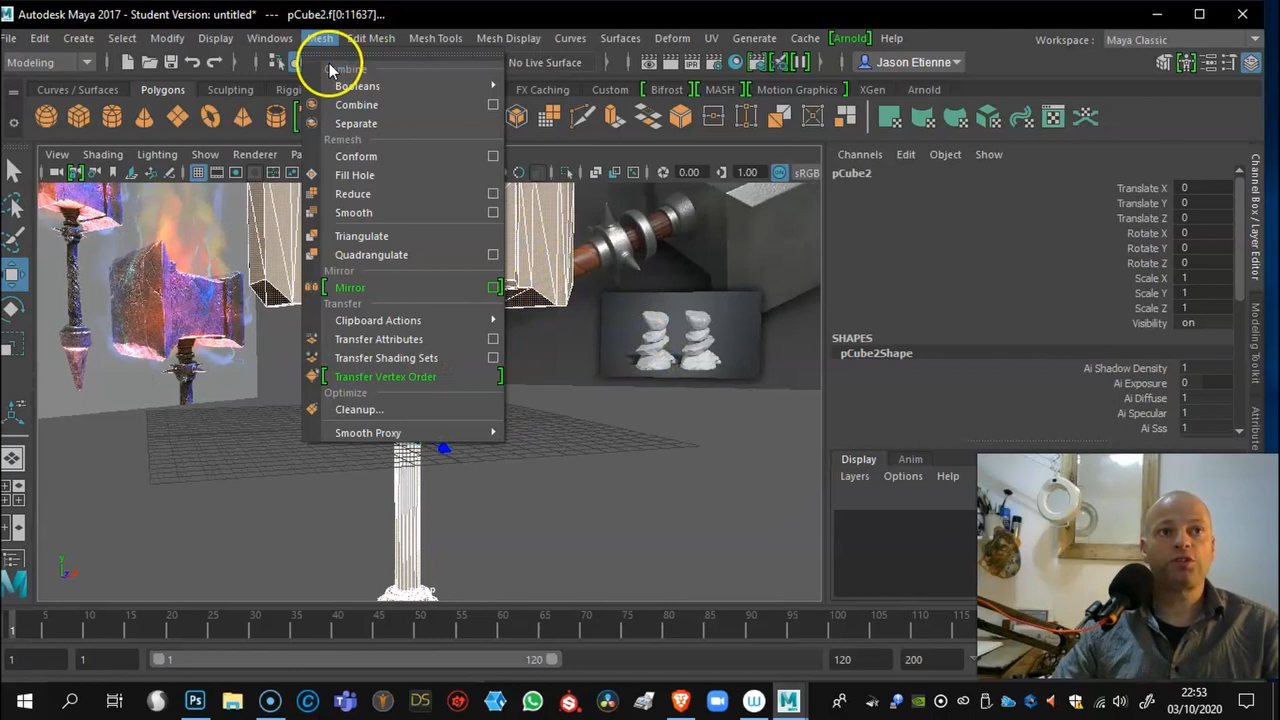 Autodesk Maya 2017 - Student Version: untitled* --- pCube2.f[0:11637]...
File Edit Create Select Modify Display Windows Mesh Edit Mesh Mesh Tools Mesh Display Curves Surfaces Deform UV Generate Cache [Arnold] Help
Workspace : Maya Classic
Modeling
No Live Surface
Jason Etienne
Curves / Surfaces Polygons Sculpting FX Caching Custom Bifrost MASH Motion Graphics XGen Arnold
View Shading Lighting Show Renderer
0.00 1.00 sRGB
Combine
Booleans
Combine
Separate
Remesh
Conform
Fill Hole
Reduce
Smooth
Triangulate
Quadrangulate
Mirror
Mirror
Transfer
Clipboard Actions
Transfer Attributes
Transfer Shading Sets
Transfer Vertex Order
Optimize
Cleanup...
Smooth Proxy
Channels Edit Object Show
pCube2
Translate X 0
Translate Y 0
Translate Z 0
Rotate X 0
Rotate Y 0
Rotate Z 0
Scale X 1
Scale Y 1
Scale Z 1
Visibility on
SHAPES
pCube2Shape
Ai Shadow Density 1
Ai Exposure 0
Ai Diffuse 1
Ai Specular 1
Ai Sss 1
Channel Box / Layer Editor
Modeling Toolkit
Display Anim
Layers Options Help
y
5 10 15 20 25 30 35 40 45 50 55 60 65 70 75 80 85 90 95 100 105 110 115
1
1 1 1 120 120 200
22:53
03/10/2020